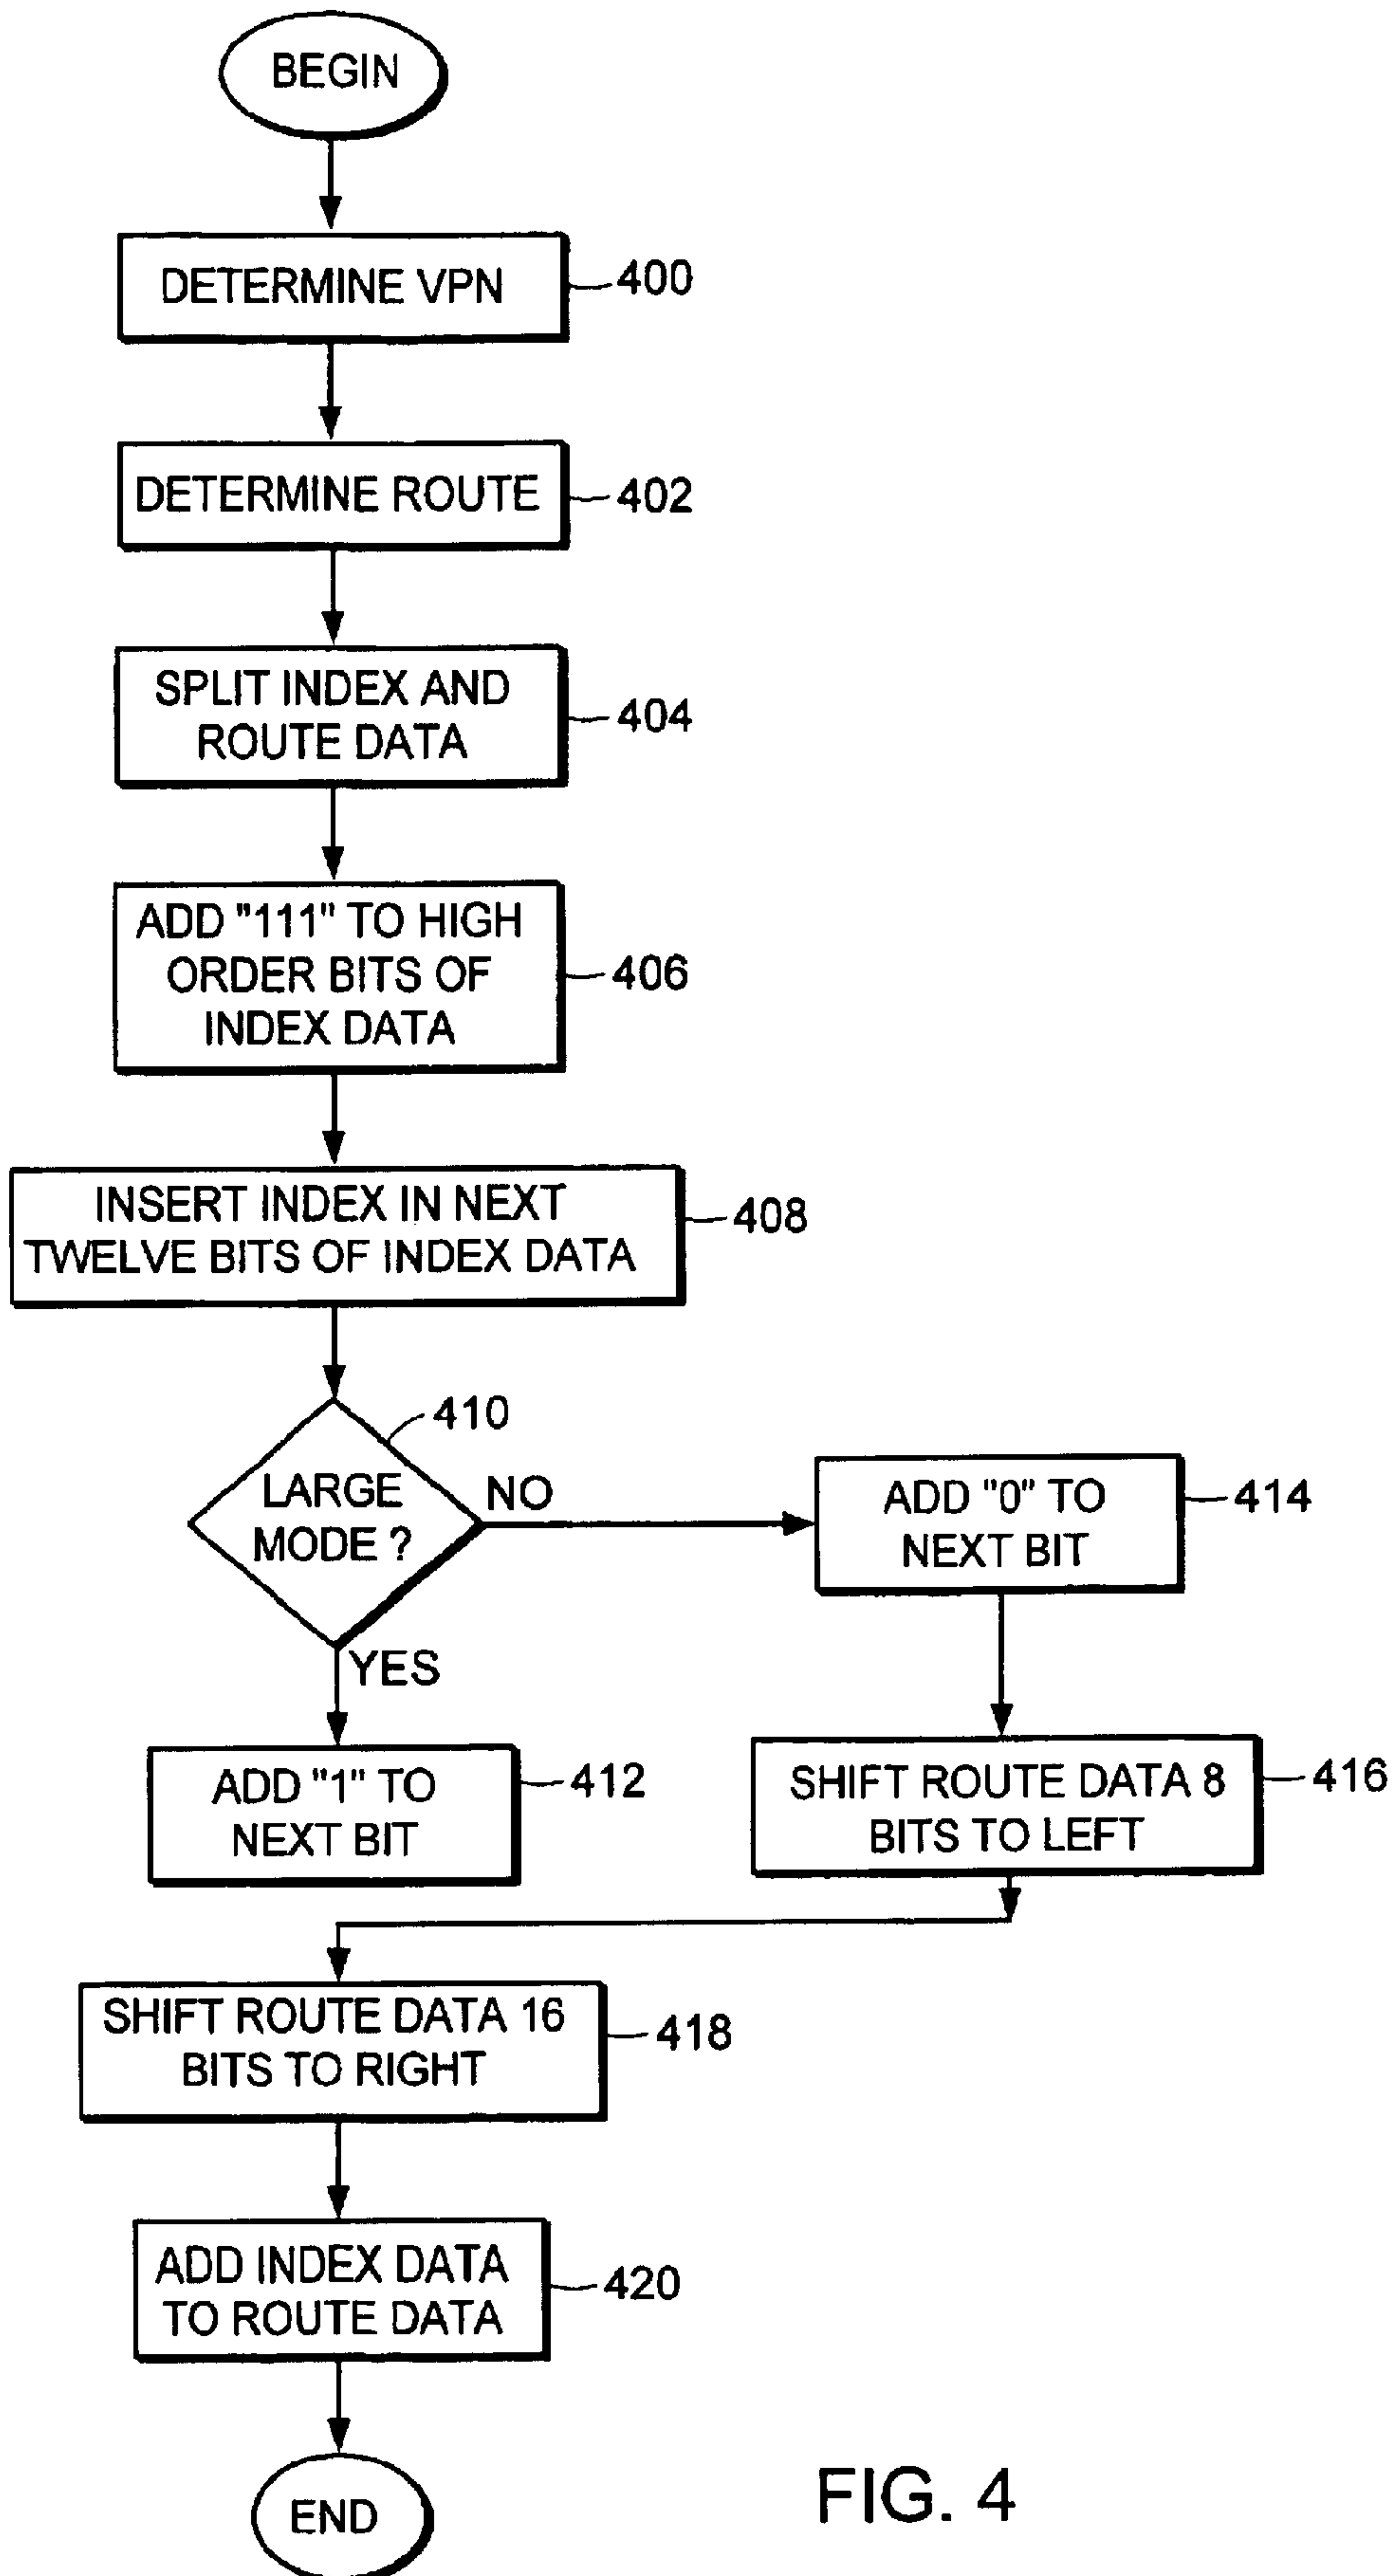 BEGIN
DETERMINE VPN
400
DETERMINE ROUTE
402
SPLIT INDEX AND
ROUTE DATA
404
ADD "111" TO HIGH
ORDER BITS OF
INDEX DATA
406
INSERT INDEX IN NEXT
TWELVE BITS OF INDEX DATA
408
410
LARGE
MODE ?
NO
YES
ADD "0" TO
NEXT BIT
414
ADD "1" TO
NEXT BIT
412
SHIFT ROUTE DATA 8
BITS TO LEFT
416
SHIFT ROUTE DATA 16
BITS TO RIGHT
418
ADD INDEX DATA
TO ROUTE DATA
420
END
FIG. 4